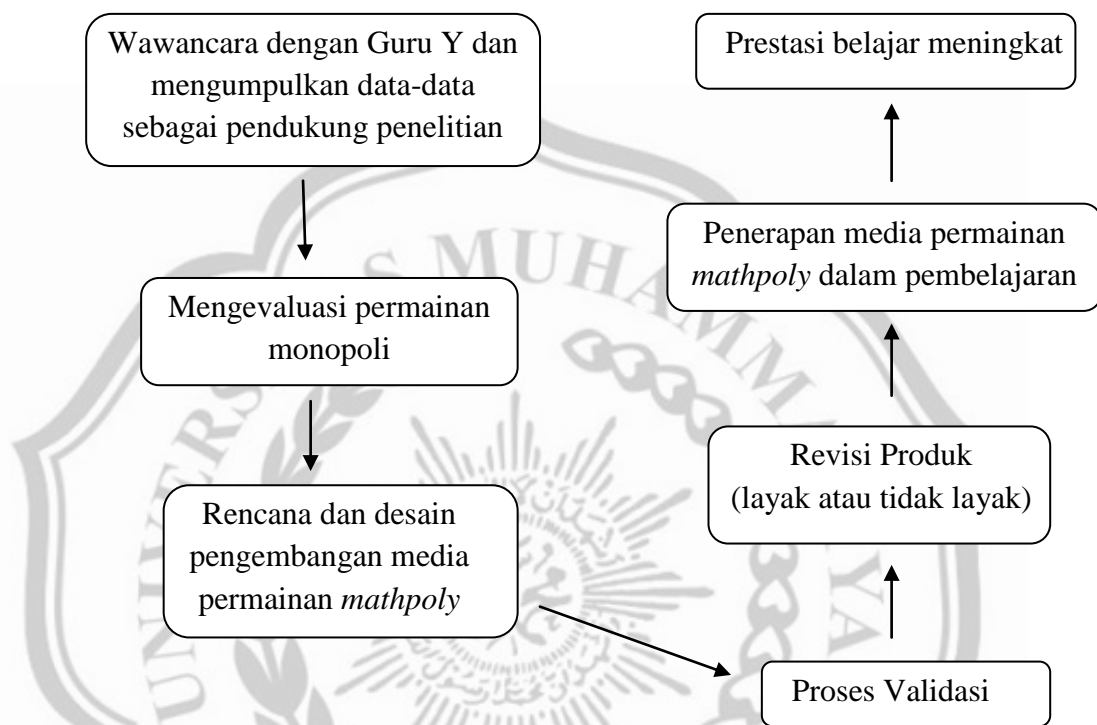 Wawancara dengan Guru Y dan
mengumpulkan data-data
sebagai pendukung penelitian
Mengevaluasi permainan
monopoli
Rencana dan desain
pengembangan media
permainan mathpoly
Proses Validasi
Revisi Produk
(layak atau tidak layak)
Penerapan media permainan
mathpoly dalam pembelajaran
Prestasi belajar meningkat